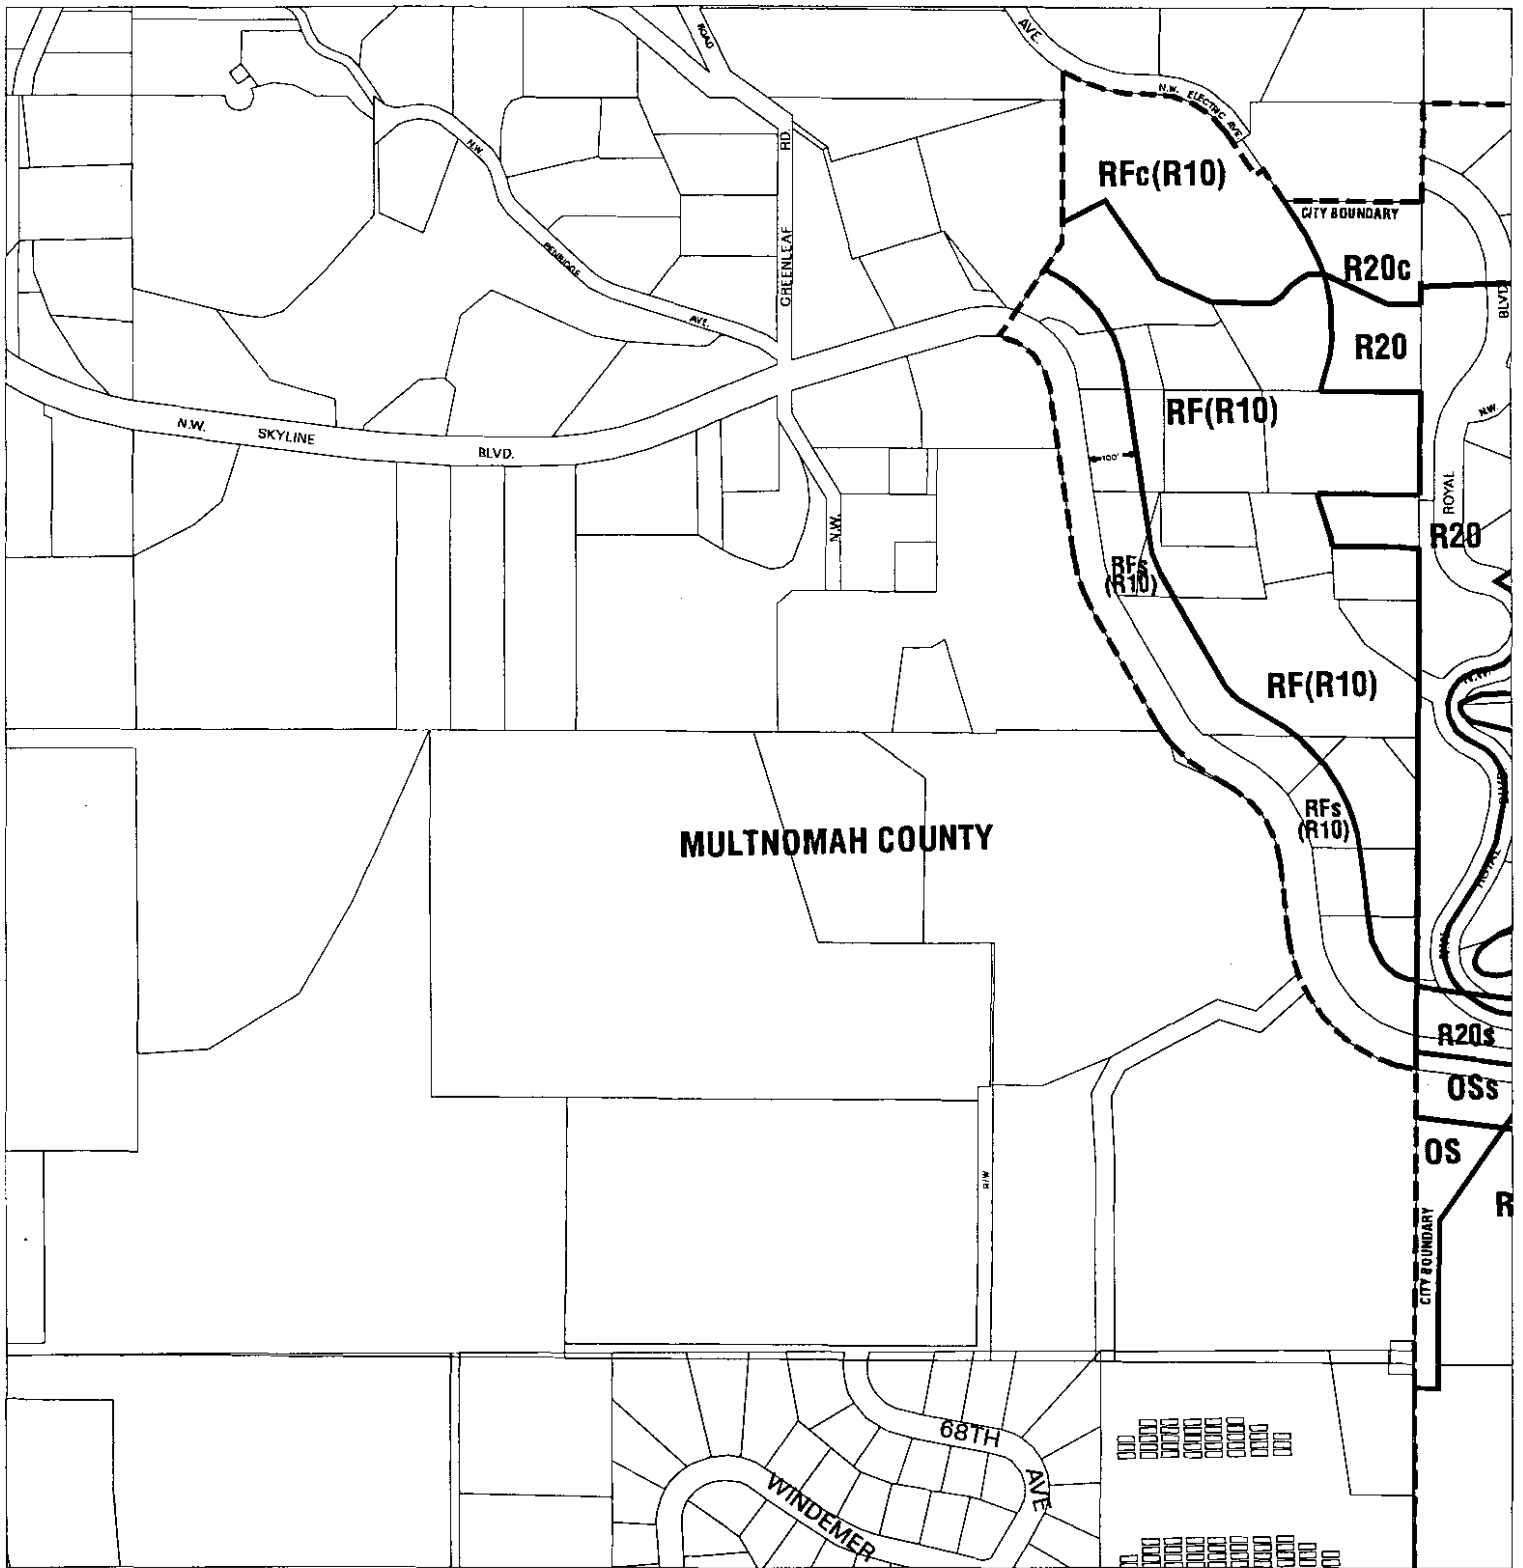 AVE.
ROAD
N.W. ELECTRIC AVE
RD.
N.W.
RFc(R10)
CITY BOUNDARY
GREENLEAF
PENRIDGE
R20c
BLVD.
AVE.
R20
RF(R10)
N.W.
N.W.
SKYLINE
BLVD.
100'
ROYAL
N.W.
R20
RFs
(R10)
RF(R10)
N.W.
BLVD.
RFs
(R10)
MULTNOMAH COUNTY
ROYAL
N.W.
R20s
OSs
OS
R/W
R
CITY BOUNDARY
68TH
AVE
WINDEMER